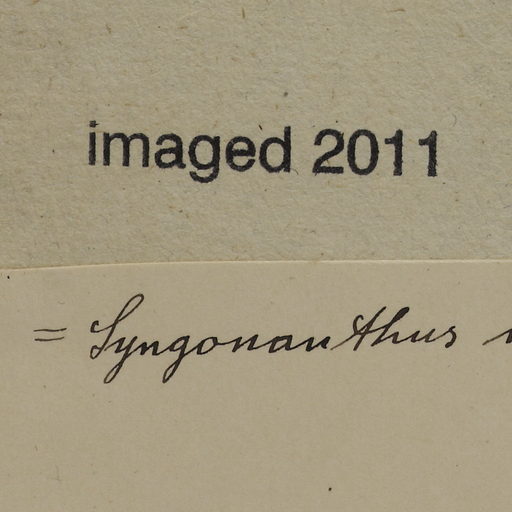 imaged 2011
= Syngonanthus